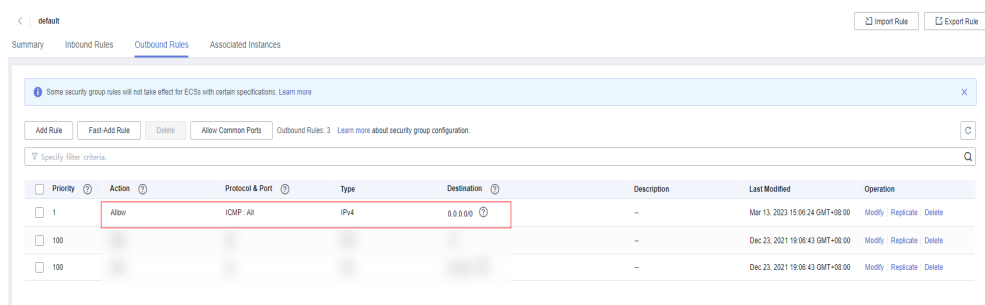 default
Import Rule Export Rule
Summary Inbound Rules Outbound Rules Associated Instances
Some security group rules will not take effect for ECSs with certain specifications. Learn more
Add Rule Fast-Add Rule Delete Allow Common Ports Outbound Rules: 3 Learn more about security group configuration.
Specify filter criteria.
Priority Action Protocol & Port Type Destination Description Last Modified Operation
1 Allow ICMP : All IPv4 0.0.0.0/0 -- Mar 13, 2023 15:06:24 GMT+08:00 Modify Replicate Delete
100 -- Dec 23, 2021 19:06:43 GMT+08:00 Modify Replicate Delete
100 -- Dec 23, 2021 19:06:43 GMT+08:00 Modify Replicate Delete